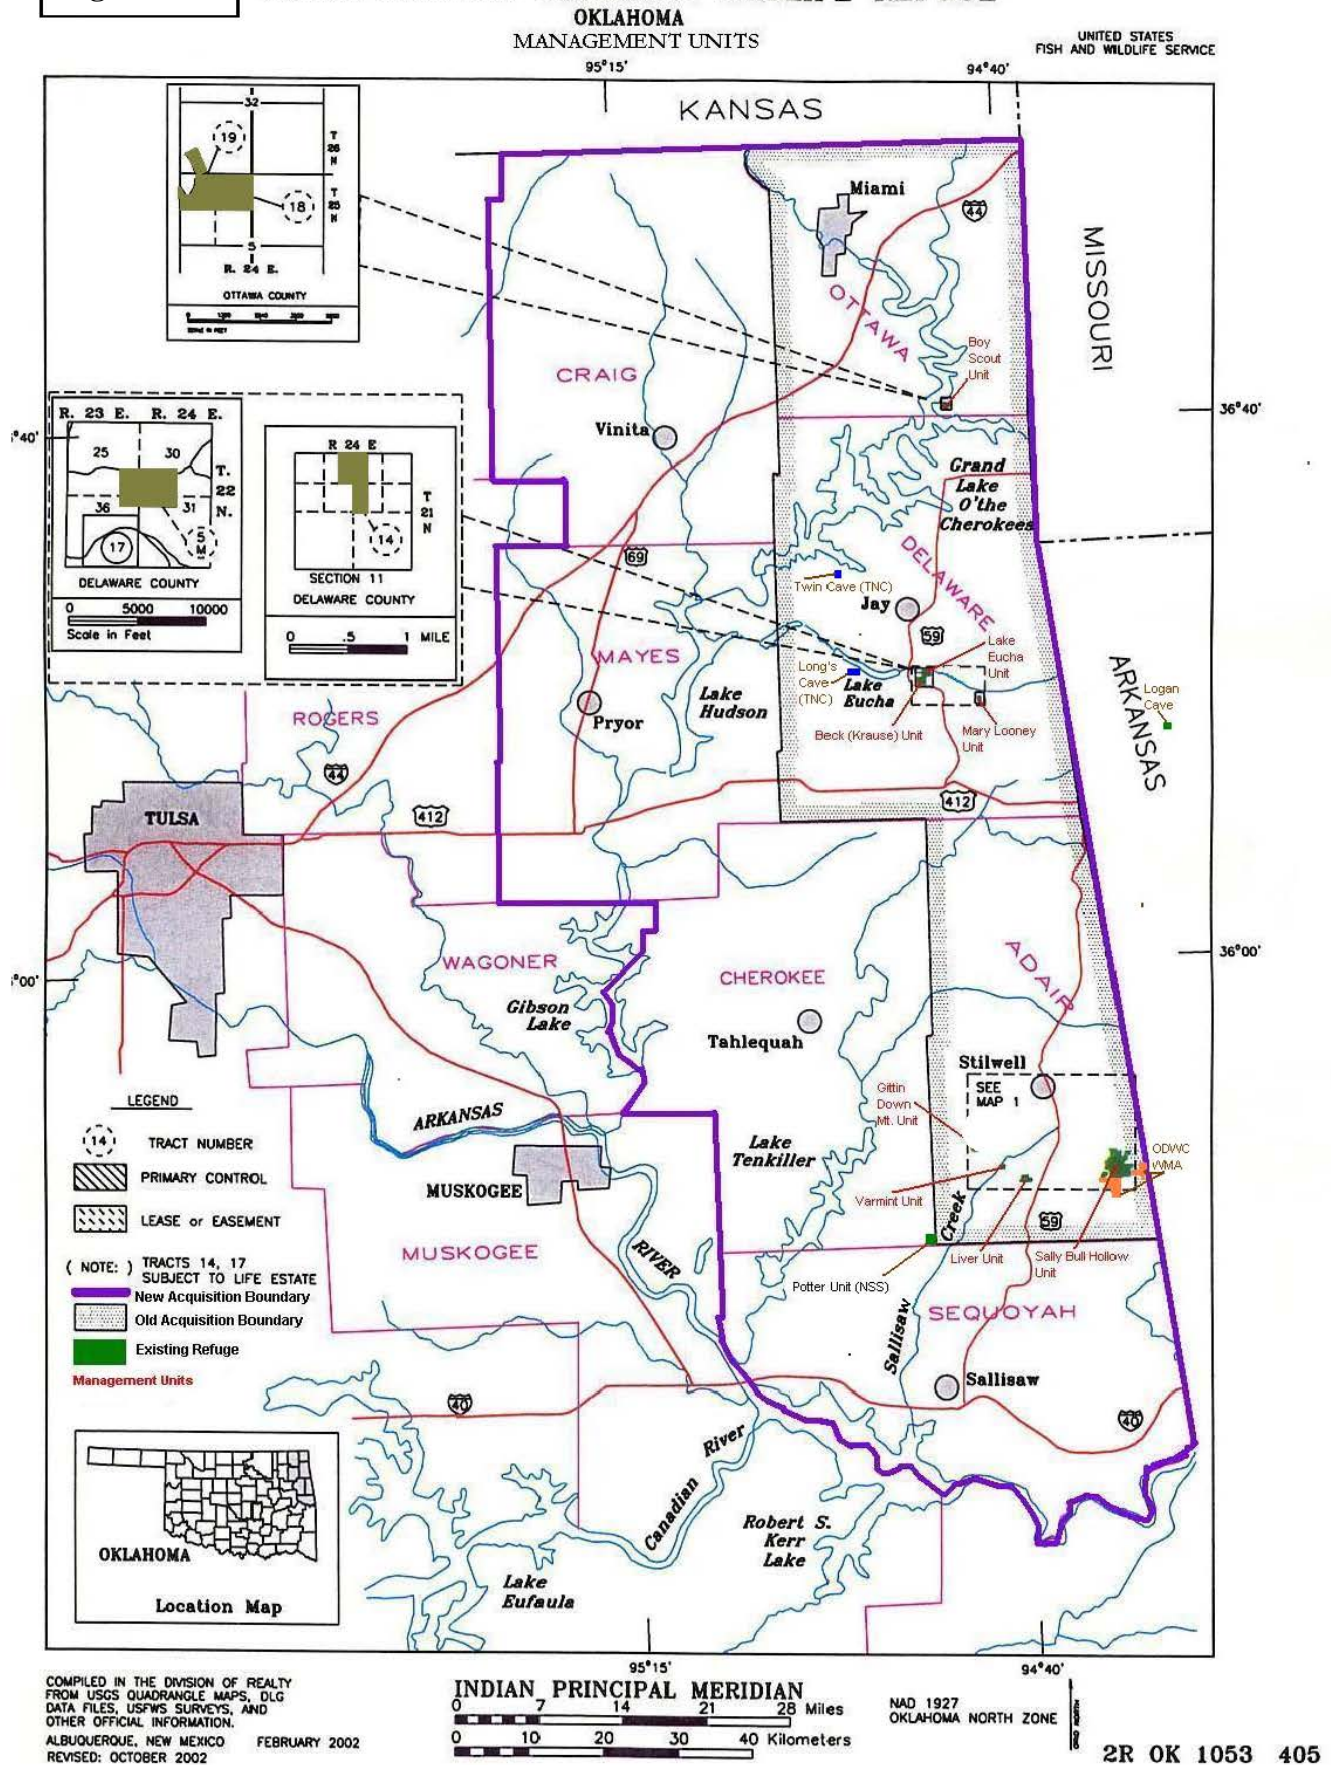 OKLAHOMA
MANAGEMENT UNITS
UNITED STATES
FISH AND WILDLIFE SERVICE
95°15'
94°40'
KANSAS
32
19
T
26
N
T
25
N
18
5
R. 24 E.
OTTAWA COUNTY
SCALE IN FEET
Miami
44
MISSOURI
OTTAWA
Boy
Scout
Unit
CRAIG
Vinita
36°40'
R. 23 E. R. 24 E.
25
30
T.
22
N.
36
31
17
5
M
DELAWARE COUNTY
0 5000 10000
Scale in Feet
R 24 E
T
21
N
14
SECTION 11
DELAWARE COUNTY
0 .5 1 MILE
Grand
Lake
O'the
Cherokees
69
DELAWARE
Twin Cave (TNC)
Jay
59
Lake
Eucha
Unit
MAYES
Long's
Cave
(TNC)
Lake
Eucha
Lake
Hudson
ARKANSAS
Logan
Cave
ROGERS
Pryor
Beck (Krause) Unit
Mary Looney
Unit
44
412
412
TULSA
WAGONER
CHEROKEE
ADAIR
36°00'
°00'
Gibson
Lake
Tahlequah
Stilwell
SEE
MAP 1
Gittin
Down
Mt. Unit
LEGEND
14
TRACT NUMBER
PRIMARY CONTROL
LEASE or EASEMENT
( NOTE: ) TRACTS 14, 17
SUBJECT TO LIFE ESTATE
New Acquisition Boundary
Old Acquisition Boundary
Existing Refuge
Management Units
ARKANSAS
Lake
Tenkiller
ODWC
WMA
MUSKOGEE
Varmint Unit
Creek
59
MUSKOGEE
RIVER
Liver Unit
Sally Bull Hollow
Unit
Potter Unit (NSS)
SEQUOYAH
Sallisaw
Sallisaw
40
40
Canadian
River
OKLAHOMA
Location Map
Robert S.
Kerr
Lake
Lake
Eufaula
95°15'
94°40'
COMPILED IN THE DIVISION OF REALTY
FROM USGS QUADRANGLE MAPS, DLG
DATA FILES, USFWS SURVEYS, AND
OTHER OFFICIAL INFORMATION.
ALBUQUERQUE, NEW MEXICO FEBRUARY 2002
REVISED: OCTOBER 2002
INDIAN PRINCIPAL MERIDIAN
0 7 14 21 28 Miles
0 10 20 30 40 Kilometers
NAD 1927
OKLAHOMA NORTH ZONE
GRID NORTH
2R OK 1053 405